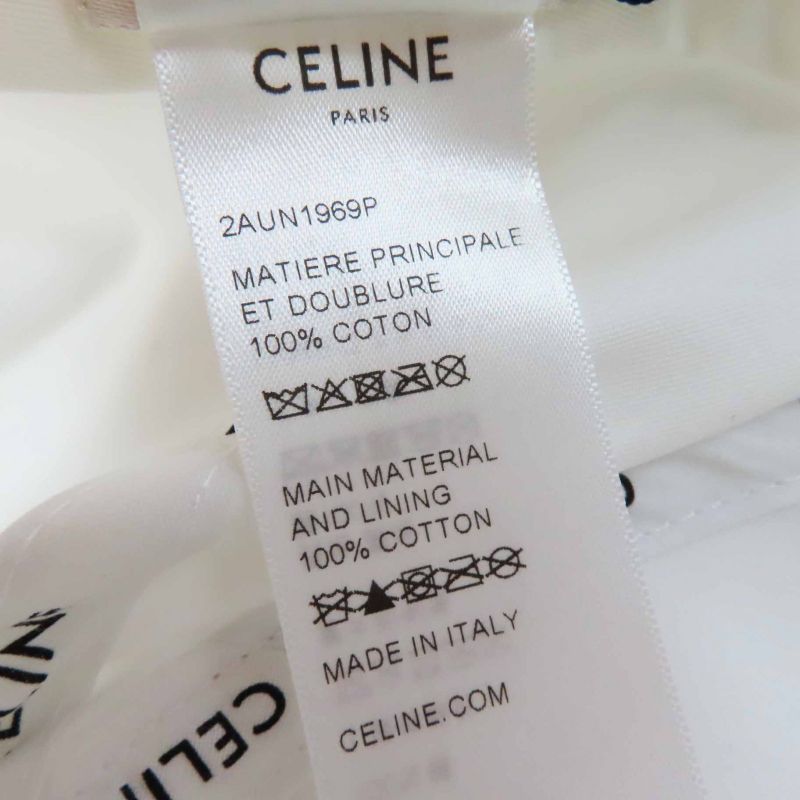 CELINE
PARIS
2AUN1969P
MATIERE PRINCIPALE
ET DOUBLURE
100% COTON
MAIN MATERIAL
AND LINING
100% COTTON
MADE IN ITALY
CELINE.COM
CELINE